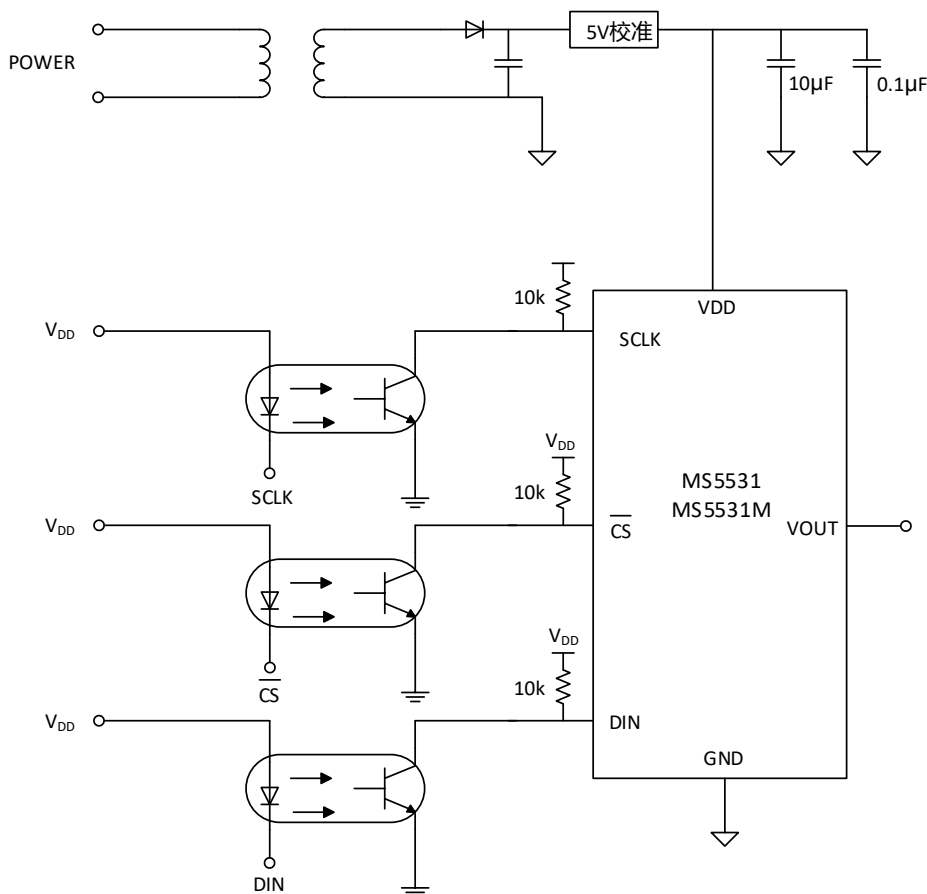 POWER
5V校准
10μF
0.1μF
10k
VDD
V_DD
SCLK
SCLK
V_DD
10k
MS5531
MS5531M
V_DD
CS
VOUT
CS
V_DD
10k
V_DD
DIN
GND
DIN